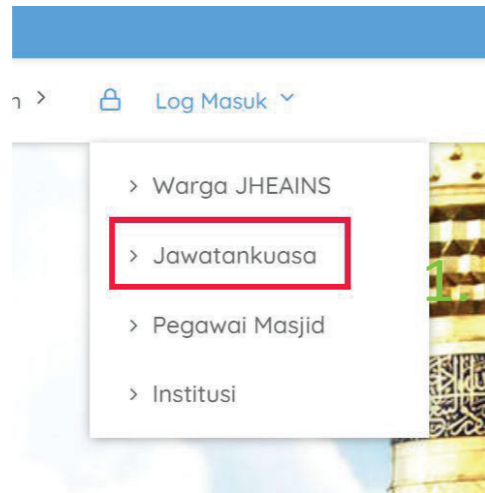 n >
Log Masuk
> Warga JHEAINS
> Jawatankuasa
1.
> Pegawai Masjid
> Institusi